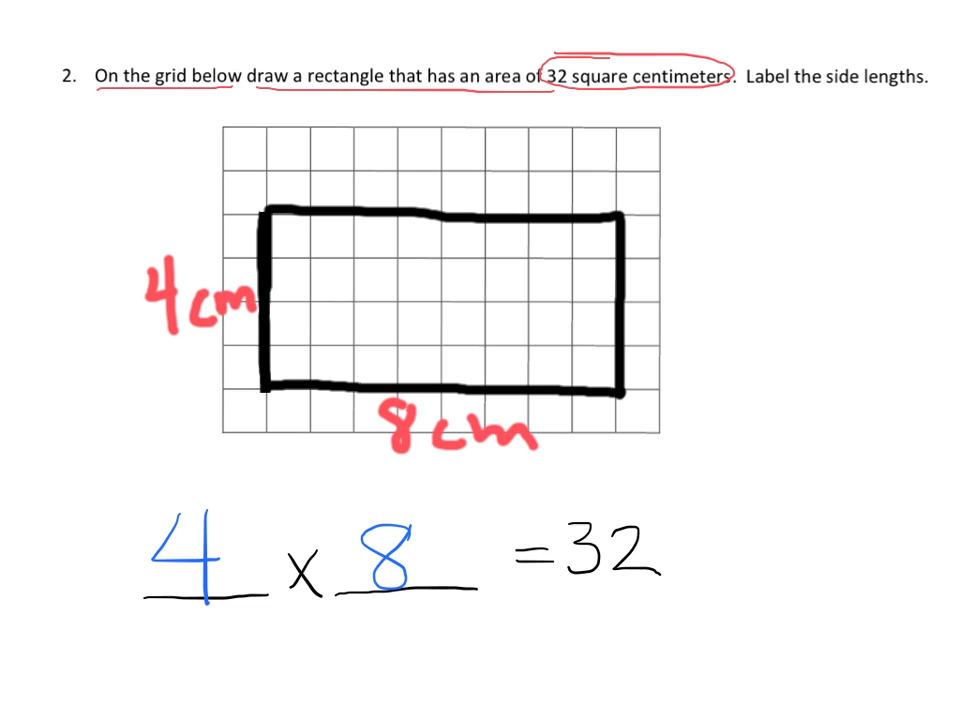 2. On the grid below draw a rectangle that has an area of 32 square centimeters. Label the side lengths.
4cm
8cm
4 x 8 = 32